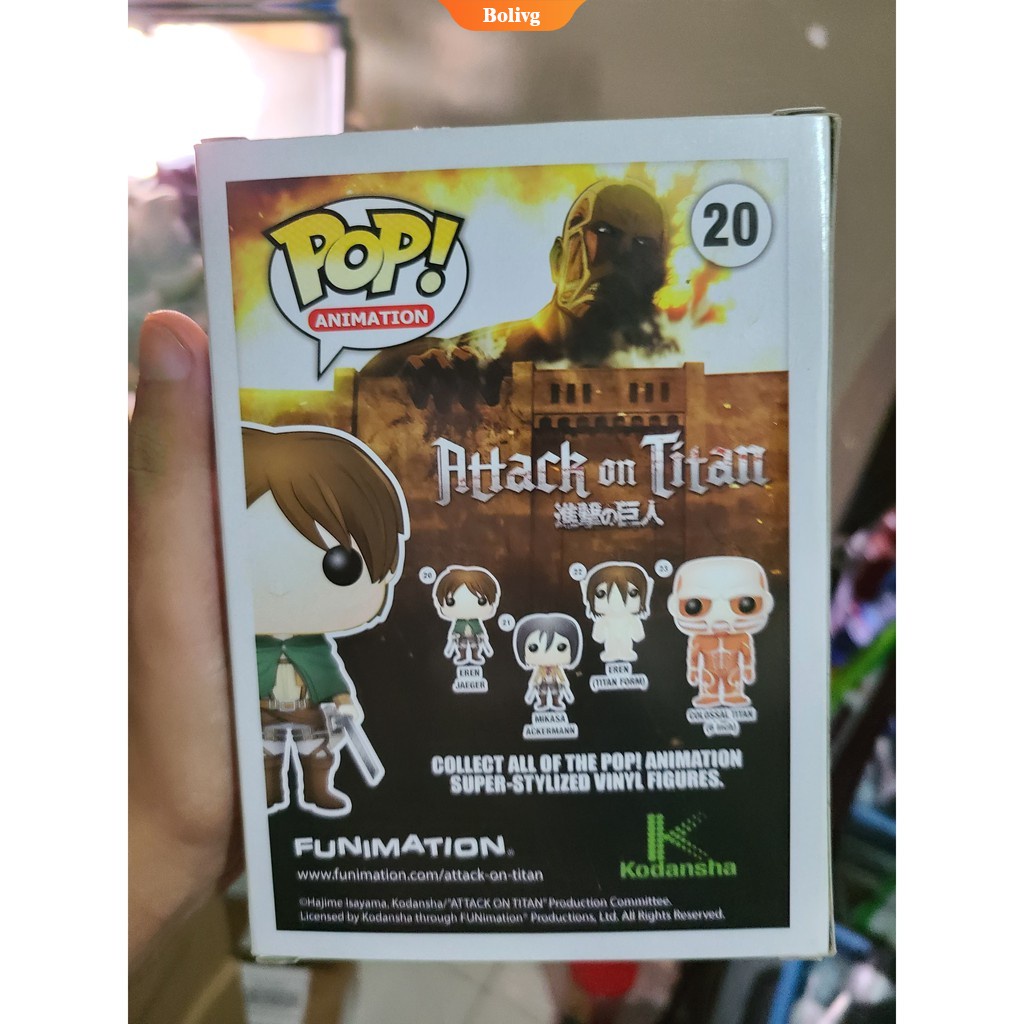 Bolivg
POP!
ANIMATION
20
Attack on Titan
進撃の巨人
20
EREN
JAEGER
21
MIKASA
ACKERMANN
22
EREN
(TITAN FORM)
23
COLOSSAL TITAN
(6 inch)
COLLECT ALL OF THE POP! ANIMATION
SUPER-STYLIZED VINYL FIGURES.
FUNIMATION
www.funimation.com/attack-on-titan
K
Kodansha
©Hajime Isayama, Kodansha/"ATTACK ON TITAN" Production Committee.
Licensed by Kodansha through FUNimation® Productions, Ltd. All Rights Reserved.